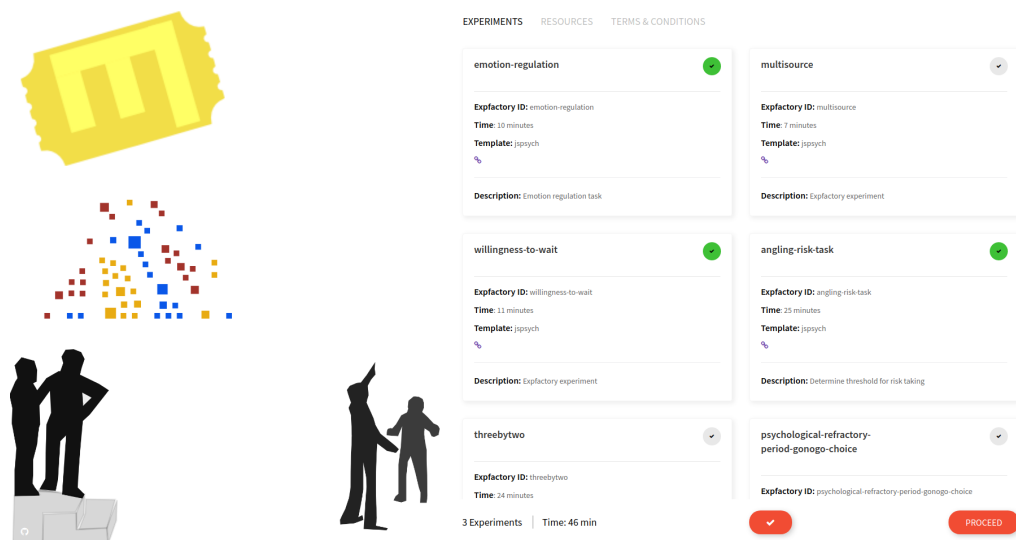 EXPERIMENTS RESOURCES TERMS & CONDITIONS
emotion-regulation
Expfactory ID: emotion-regulation
Time: 10 minutes
Template: jspsych
Description: Emotion regulation task
multisource
Expfactory ID: multisource
Time: 7 minutes
Template: jspsych
Description: Expfactory experiment
willingness-to-wait
Expfactory ID: willingness-to-wait
Time: 11 minutes
Template: jspsych
Description: Expfactory experiment
angling-risk-task
Expfactory ID: angling-risk-task
Time: 25 minutes
Template: jspsych
Description: Determine threshold for risk taking
threebytwo
Expfactory ID: threebytwo
Time: 24 minutes
psychological-refractory-
period-gonogo-choice
Expfactory ID: psychological-refractory-period-gonogo-choice
3 Experiments Time: 46 min
PROCEED